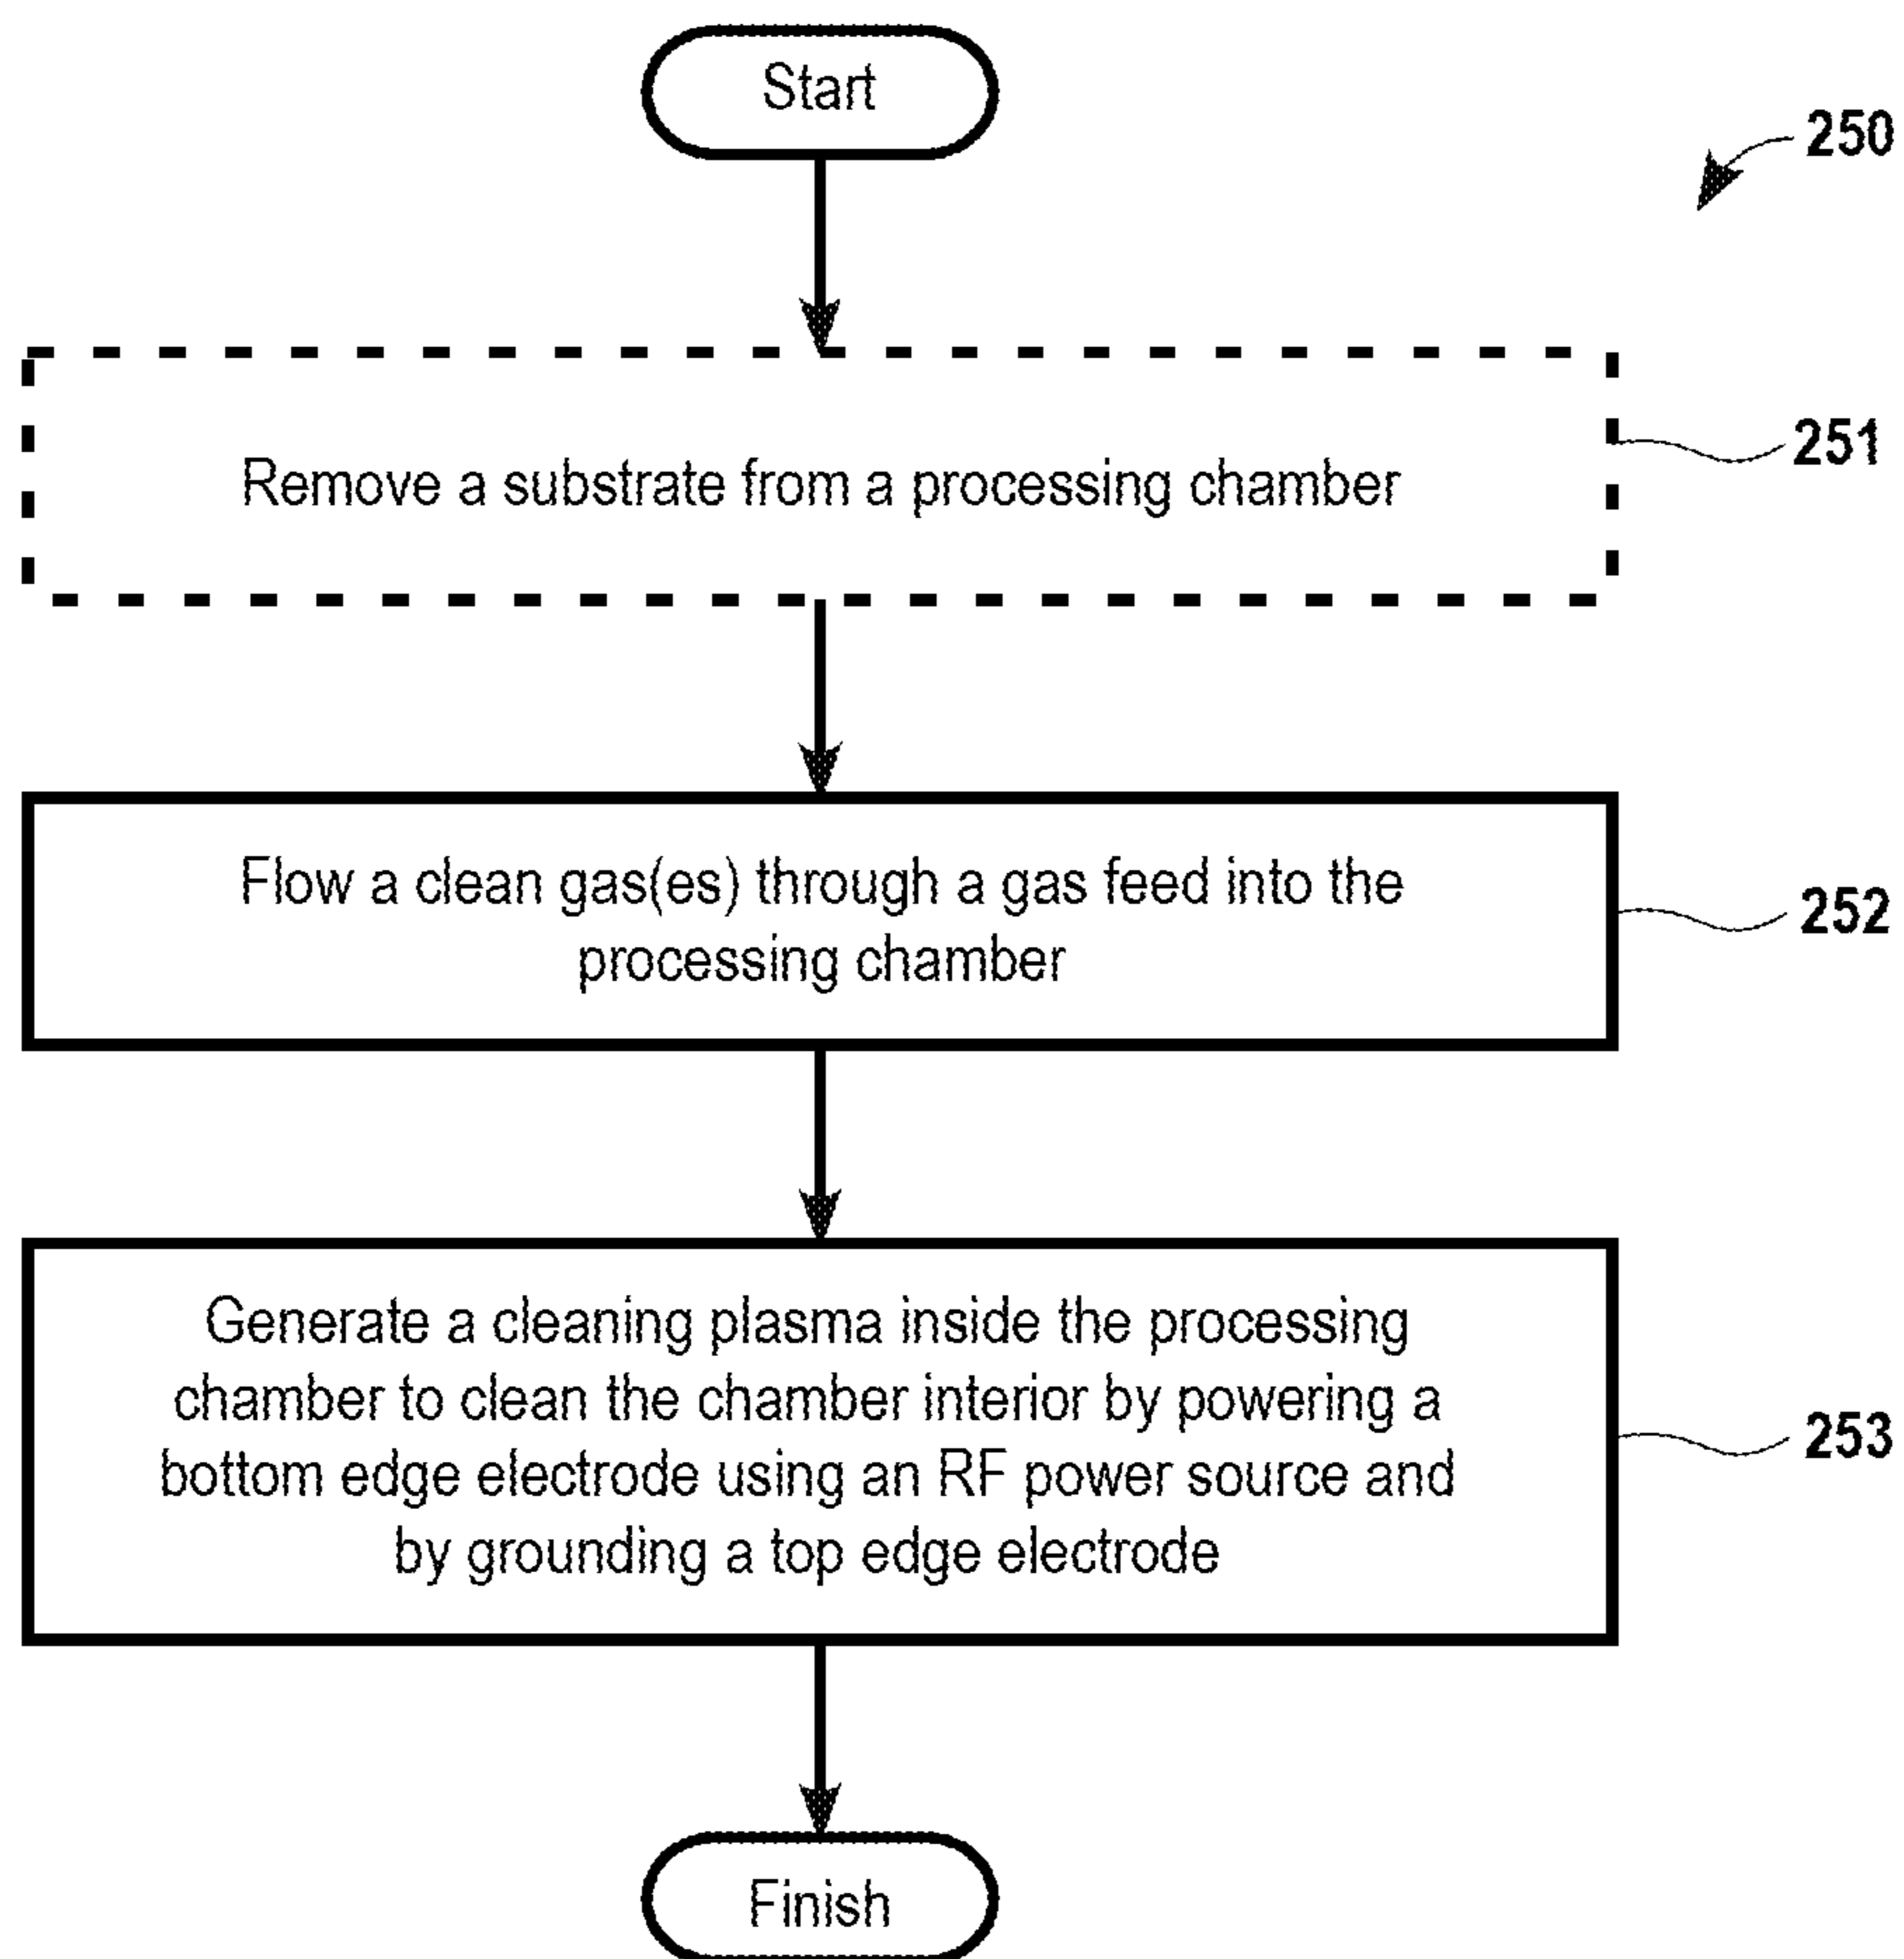 Start
250
Remove a substrate from a processing chamber
251
Flow a clean gas(es) through a gas feed into the
processing chamber
252
Generate a cleaning plasma inside the processing
chamber to clean the chamber interior by powering a
bottom edge electrode using an RF power source and
by grounding a top edge electrode
253
Finish